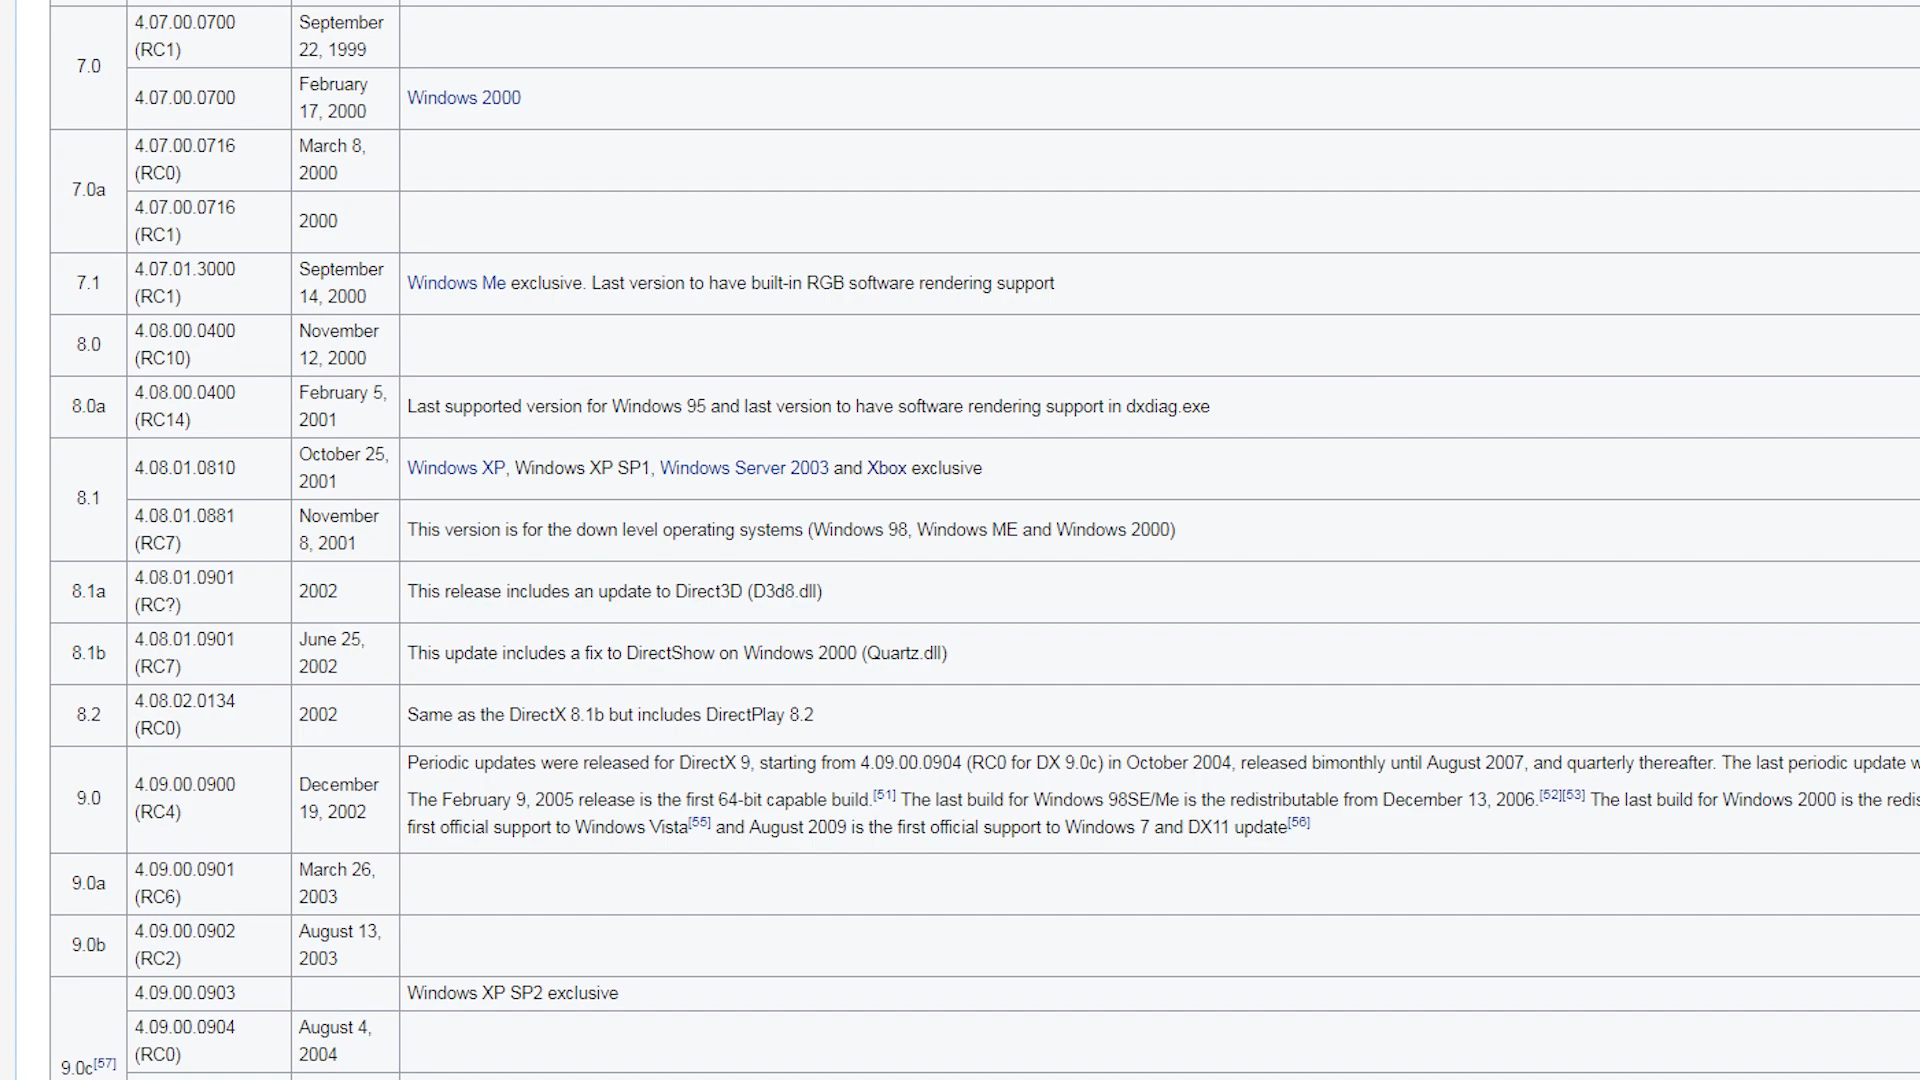 7.0
4.07.00.0700
(RC1)
September
22, 1999
4.07.00.0700
February
17, 2000
Windows 2000
7.0a
4.07.00.0716
(RC0)
March 8,
2000
4.07.00.0716
(RC1)
2000
7.1
4.07.01.3000
(RC1)
September
14, 2000
Windows Me exclusive. Last version to have built-in RGB software rendering support
8.0
4.08.00.0400
(RC10)
November
12, 2000
8.0a
4.08.00.0400
(RC14)
February 5,
2001
Last supported version for Windows 95 and last version to have software rendering support in dxdiag.exe
8.1
4.08.01.0810
October 25,
2001
Windows XP, Windows XP SP1, Windows Server 2003 and Xbox exclusive
4.08.01.0881
(RC7)
November
8, 2001
This version is for the down level operating systems (Windows 98, Windows ME and Windows 2000)
8.1a
4.08.01.0901
(RC?)
2002
This release includes an update to Direct3D (D3d8.dll)
8.1b
4.08.01.0901
(RC7)
June 25,
2002
This update includes a fix to DirectShow on Windows 2000 (Quartz.dll)
8.2
4.08.02.0134
(RC0)
2002
Same as the DirectX 8.1b but includes DirectPlay 8.2
9.0
4.09.00.0900
(RC4)
December
19, 2002
Periodic updates were released for DirectX 9, starting from 4.09.00.0904 (RC0 for DX 9.0c) in October 2004, released bimonthly until August 2007, and quarterly thereafter. The last periodic update w
The February 9, 2005 release is the first 64-bit capable build.[51] The last build for Windows 98SE/Me is the redistributable from December 13, 2006.[52][53] The last build for Windows 2000 is the redis
first official support to Windows Vista[55] and August 2009 is the first official support to Windows 7 and DX11 update[56]
9.0a
4.09.00.0901
(RC6)
March 26,
2003
9.0b
4.09.00.0902
(RC2)
August 13,
2003
9.0c[57]
4.09.00.0903
Windows XP SP2 exclusive
4.09.00.0904
(RC0)
August 4,
2004